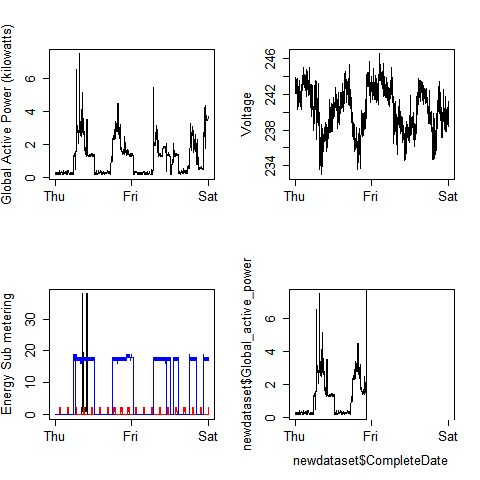 Global Active Power (kilowatts)
0 2 4 6
Thu Fri Sat
Voltage
234 238 242 246
Thu Fri Sat
Energy Sub metering
0 10 20 30
Thu Fri Sat
newdataset$Global_active_power
0 2 4 6
Thu Fri Sat
newdataset$CompleteDate